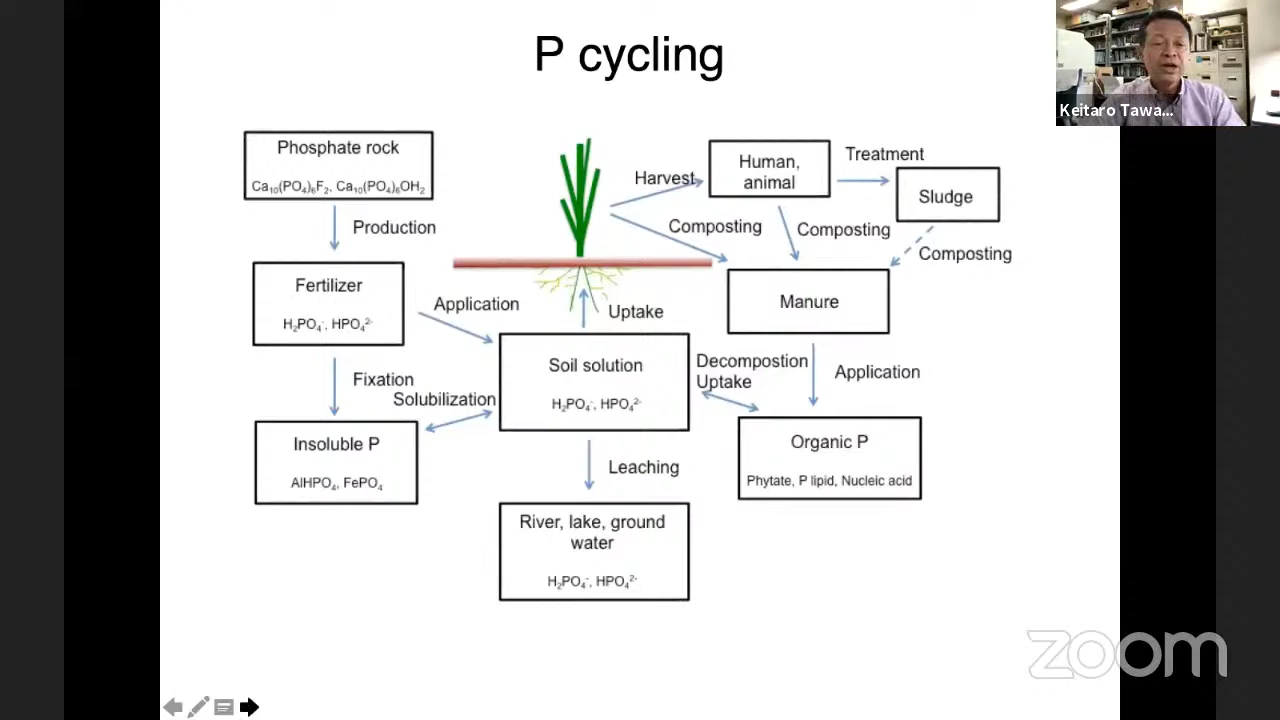 P cycling
Keitaro Tawa...
Phosphate rock
Ca₁₀(PO₄)₆F₂, Ca₁₀(PO₄)₆OH₂
Production
Fertilizer
H₂PO₄⁻, HPO₄²⁻
Application
Fixation
Solubilization
Insoluble P
AlHPO₄, FePO₄
Uptake
Soil solution
H₂PO₄⁻, HPO₄²⁻
Leaching
River, lake, ground
water
H₂PO₄⁻, HPO₄²⁻
Harvest
Composting
Human,
animal
Treatment
Sludge
Composting
Composting
Manure
Decompostion
Uptake
Application
Organic P
Phytate, P lipid, Nucleic acid
zoom